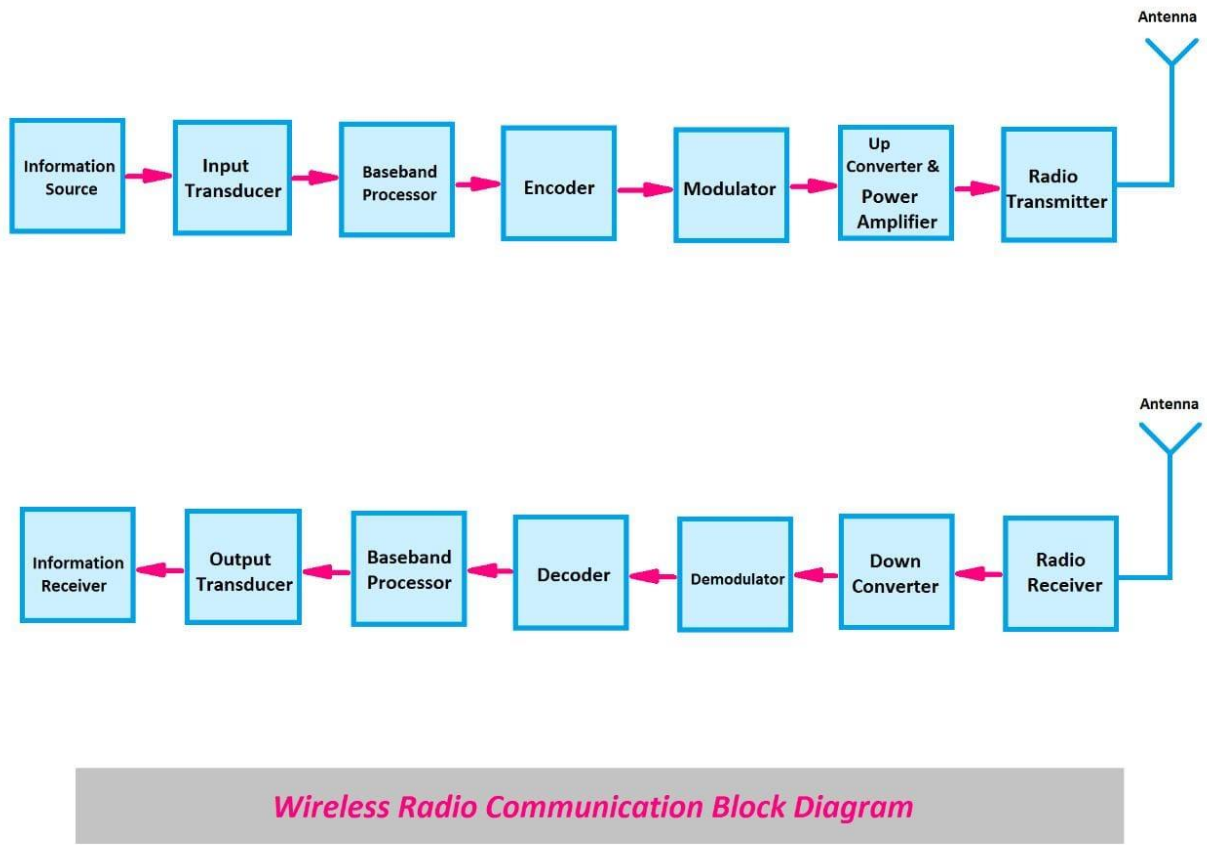 Antenna
Information
Source
Input
Transducer
Baseband
Processor
Encoder
Modulator
Up
Converter &
Power
Amplifier
Radio
Transmitter
Antenna
Information
Receiver
Output
Transducer
Baseband
Processor
Decoder
Demodulator
Down
Converter
Radio
Receiver
Wireless Radio Communication Block Diagram